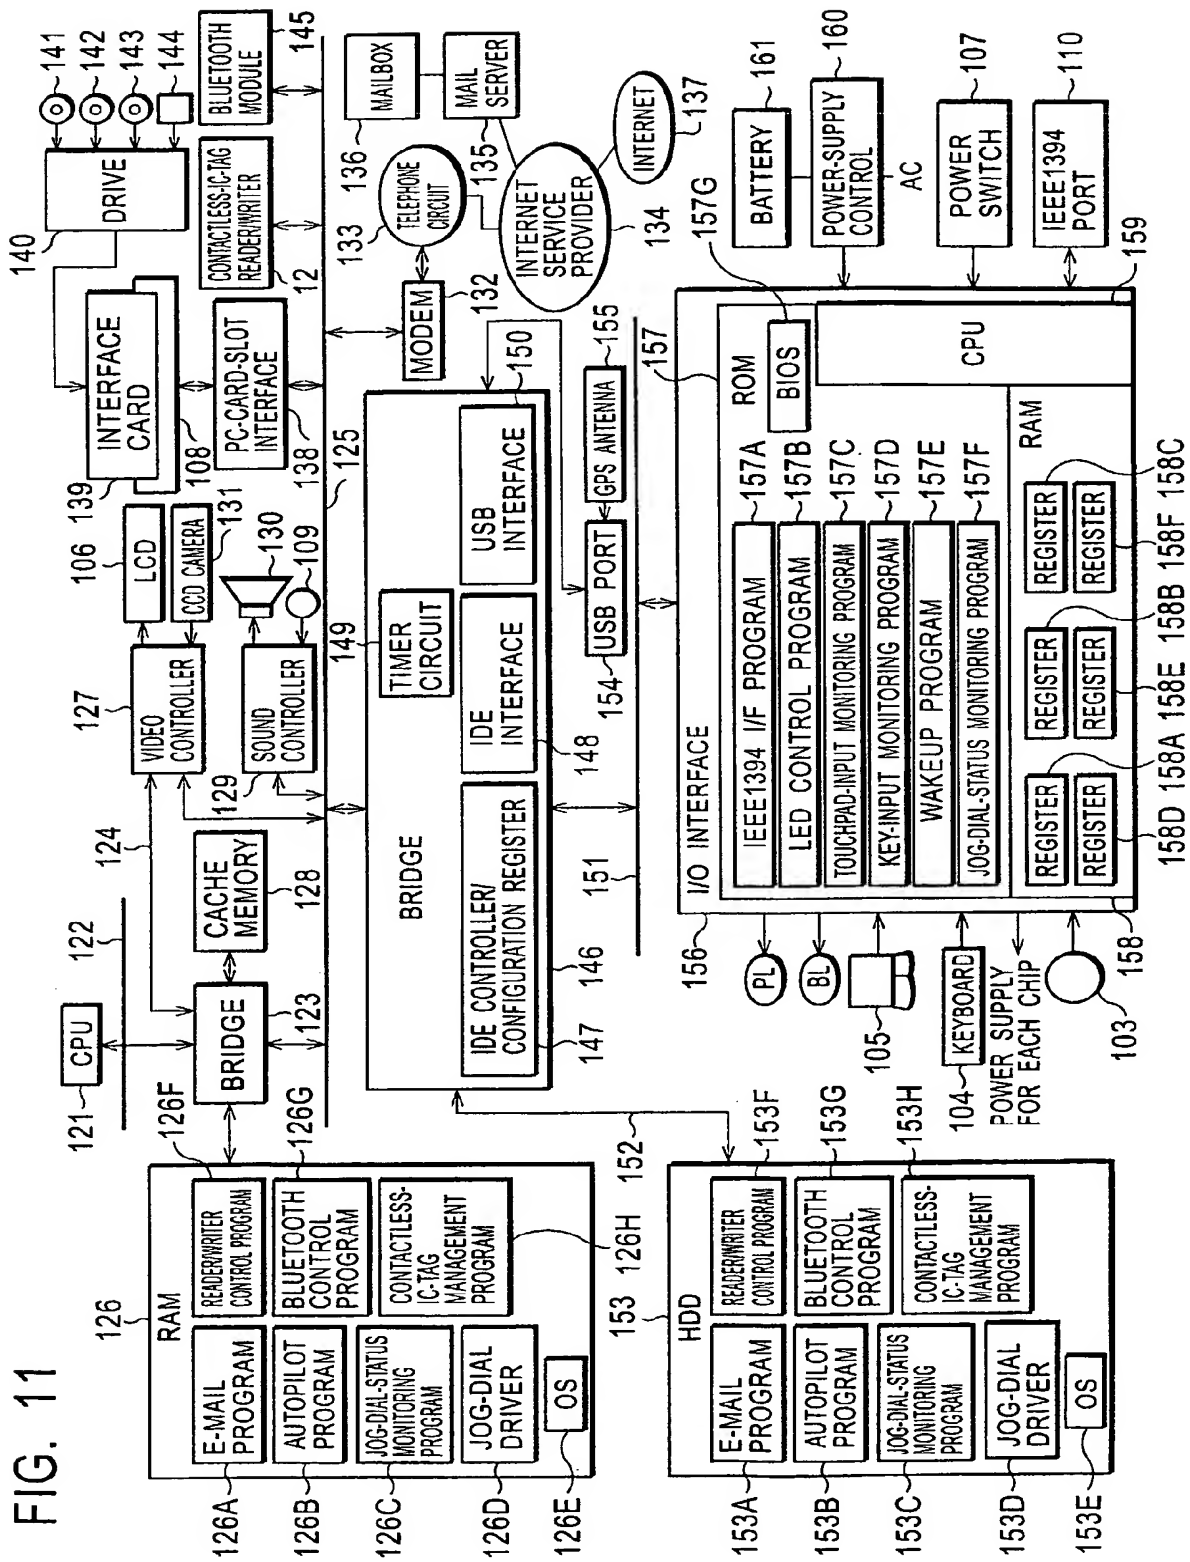 FIG. 11
126
RAM
126A
E-MAIL
PROGRAM
126B
AUTOPILOT
PROGRAM
126C
JOG-DIAL-STATUS
MONITORING
PROGRAM
126D
JOG-DIAL
DRIVER
126E
OS
126F
READER/WRITER
CONTROL PROGRAM
126G
BLUETOOTH
CONTROL
PROGRAM
126H
CONTACTLESS-
IC-TAG
MANAGEMENT
PROGRAM
153
HDD
153A
E-MAIL
PROGRAM
153B
AUTOPILOT
PROGRAM
153C
JOG-DIAL-STATUS
MONITORING
PROGRAM
153D
JOG-DIAL
DRIVER
153E
OS
153F
READER/WRITER
CONTROL PROGRAM
153G
BLUETOOTH
CONTROL
PROGRAM
153H
CONTACTLESS-
IC-TAG
MANAGEMENT
PROGRAM
152
121
CPU
122
BRIDGE
123
124
CACHE
MEMORY
128
127
VIDEO
CONTROLLER
106
LCD
CCD CAMERA
131
129
SOUND
CONTROLLER
130
109
139
INTERFACE
CARD
108
PC-CARD-SLOT
INTERFACE
138
125
140
DRIVE
141
142
143
144
CONTACTLESS-IC-TAG
READER/WRITER
12
BLUETOOTH
MODULE
145
BRIDGE
146
147
IDE CONTROLLER/
CONFIGURATION REGISTER
148
IDE
INTERFACE
149
TIMER
CIRCUIT
150
USB
INTERFACE
MODEM
132
133
TELEPHONE
CIRCUIT
INTERNET
SERVICE
PROVIDER
134
135
MAIL
SERVER
136
MAILBOX
INTERNET
137
151
154
USB PORT
GPS ANTENNA
155
156
I/O INTERFACE
157
ROM
IEEE1394 I/F PROGRAM
157A
LED CONTROL PROGRAM
157B
TOUCHPAD-INPUT MONITORING PROGRAM
157C
KEY-INPUT MONITORING PROGRAM
157D
WAKEUP PROGRAM
157E
JOG-DIAL-STATUS MONITORING PROGRAM
157F
BIOS
157G
CPU
159
158
RAM
REGISTER
158A
REGISTER
158B
REGISTER
158C
REGISTER
158D
REGISTER
158E
REGISTER
158F
PL
BL
105
104
KEYBOARD
POWER SUPPLY
FOR EACH CHIP
103
BATTERY
161
POWER-SUPPLY
CONTROL
160
AC
POWER
SWITCH
107
IEEE1394
PORT
110